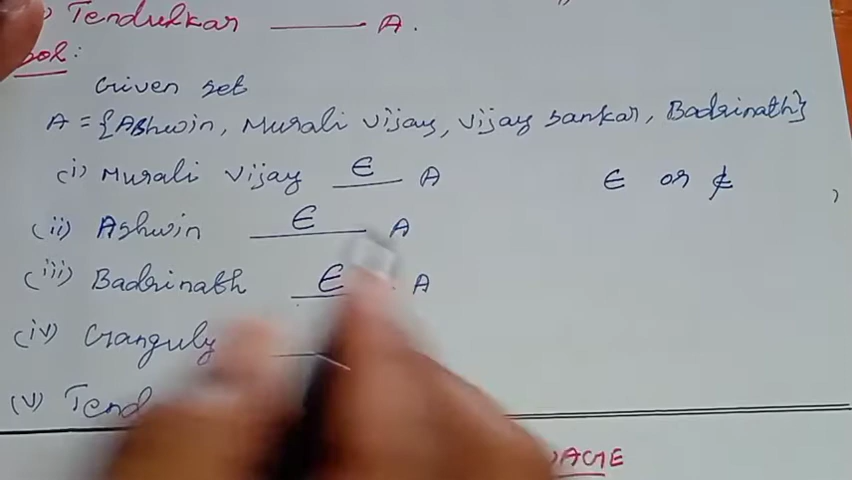 ) Tendulkar ______ A.
Sol:
Given set
A = {Ashwin, Murali Vijay, Vijay Sankar, Badrinath}
(i) Murali Vijay ∈ A ∈ or ∉
(ii) Ashwin ∈ A
(iii) Badrinath ∈ A
(iv) Ganguly
(v) Tend